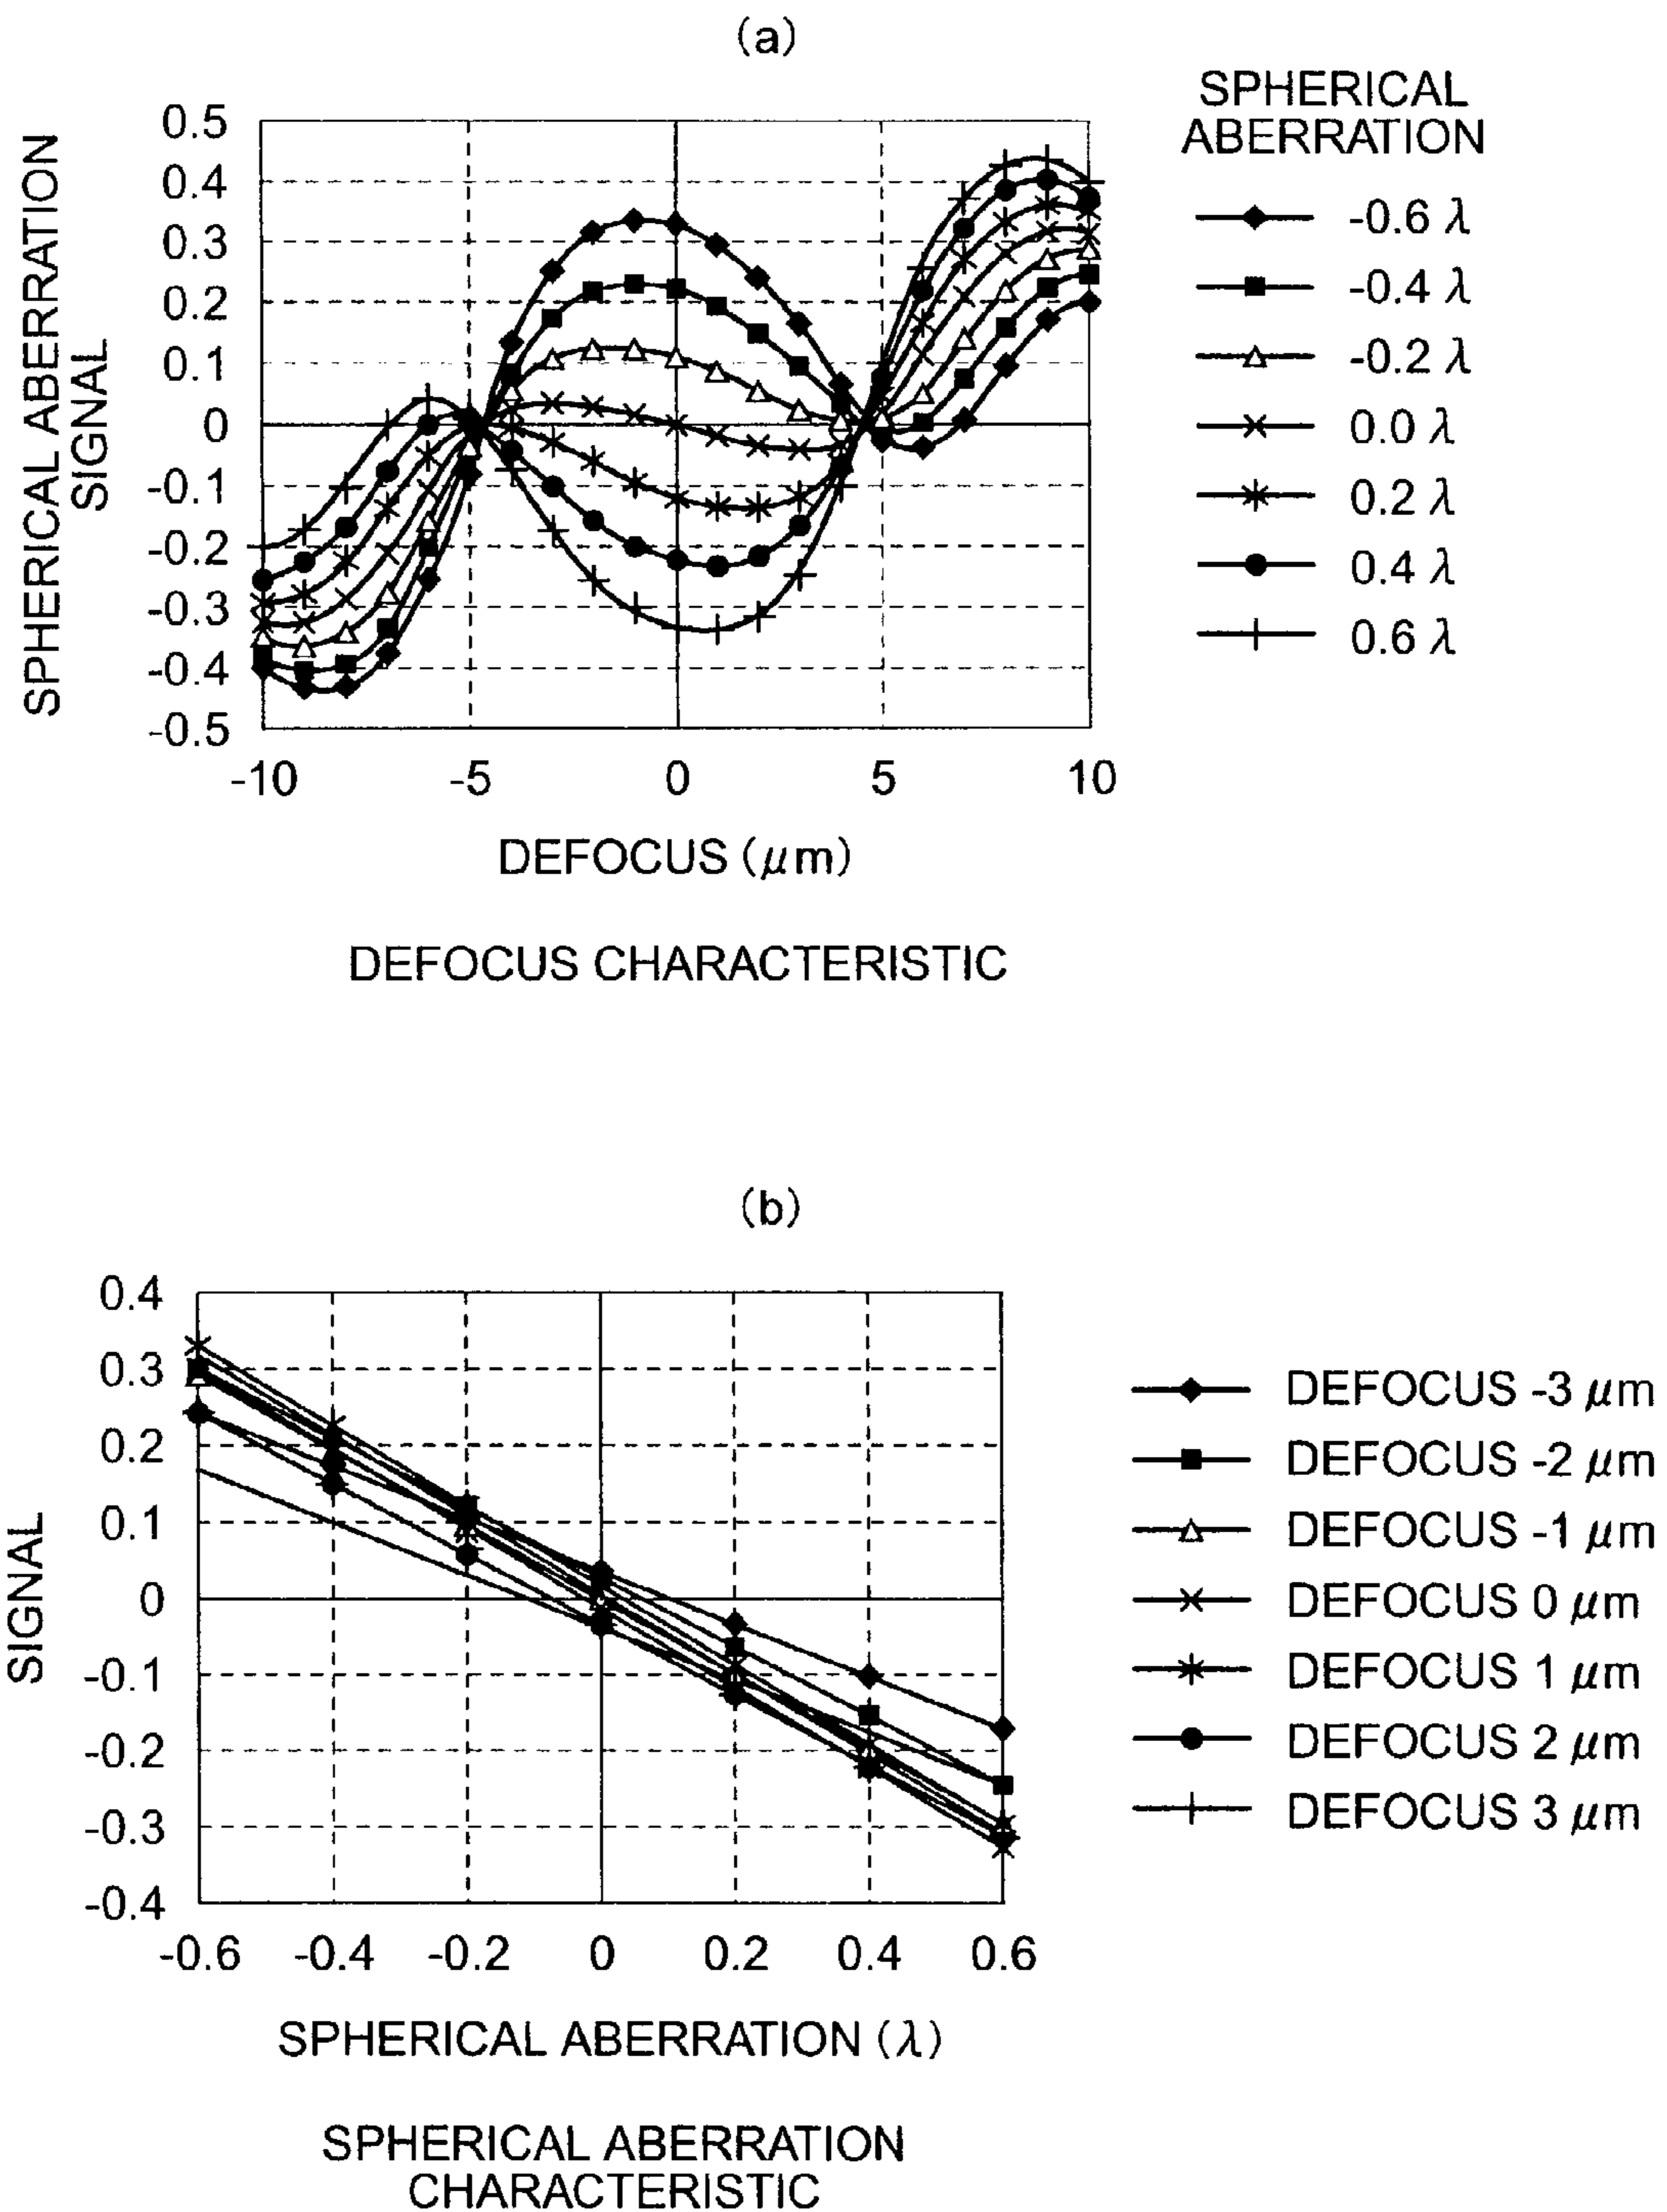 (a)
SPHERICAL ABERRATION
SIGNAL
0.5
0.4
0.3
0.2
0.1
0
-0.1
-0.2
-0.3
-0.4
-0.5
-10 -5 0 5 10
DEFOCUS (μm)
DEFOCUS CHARACTERISTIC
SPHERICAL
ABERRATION
-0.6 λ
-0.4 λ
-0.2 λ
0.0 λ
0.2 λ
0.4 λ
0.6 λ
(b)
SIGNAL
0.4
0.3
0.2
0.1
0
-0.1
-0.2
-0.3
-0.4
-0.6 -0.4 -0.2 0 0.2 0.4 0.6
SPHERICAL ABERRATION (λ)
SPHERICAL ABERRATION
CHARACTERISTIC
DEFOCUS -3 μm
DEFOCUS -2 μm
DEFOCUS -1 μm
DEFOCUS 0 μm
DEFOCUS 1 μm
DEFOCUS 2 μm
DEFOCUS 3 μm